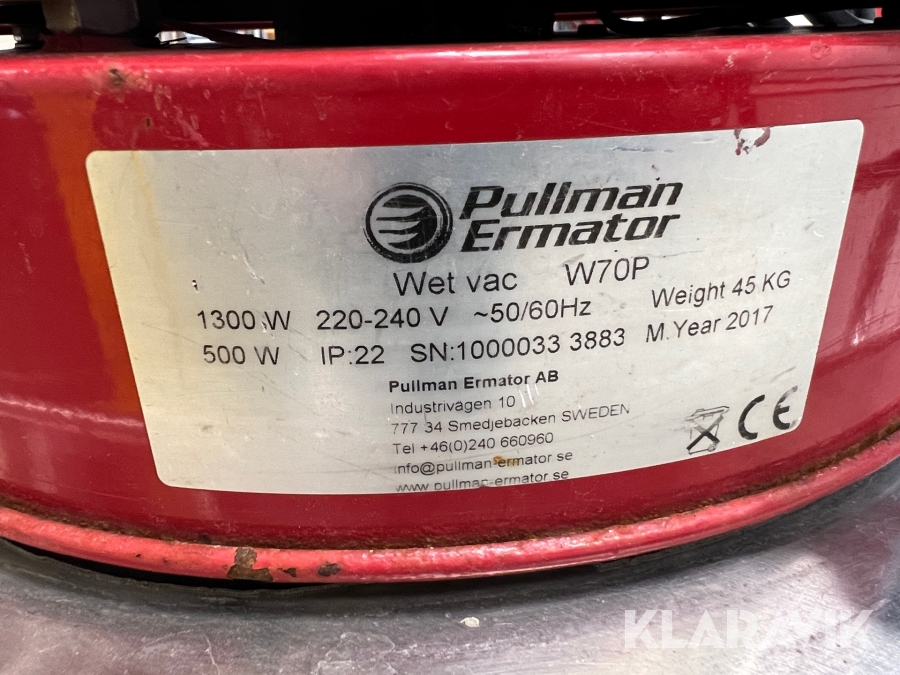 Pullman
Ermator
Wet vac W70P
1300 W 220-240 V ~50/60Hz Weight 45 KG
500 W IP:22 SN:1000033 3883 M.Year 2017
Pullman Ermator AB
Industrivägen 10
777 34 Smedjebacken SWEDEN
Tel +46(0)240 660960
info@pullman-ermator.se
www.pullman-ermator.se
CE
KLARAVIK